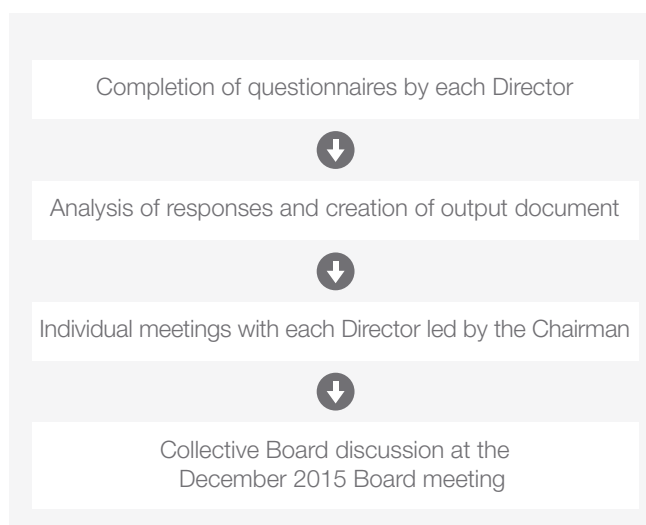 Completion of questionnaires by each Director
Analysis of responses and creation of output document
Individual meetings with each Director led by the Chairman
Collective Board discussion at the
December 2015 Board meeting